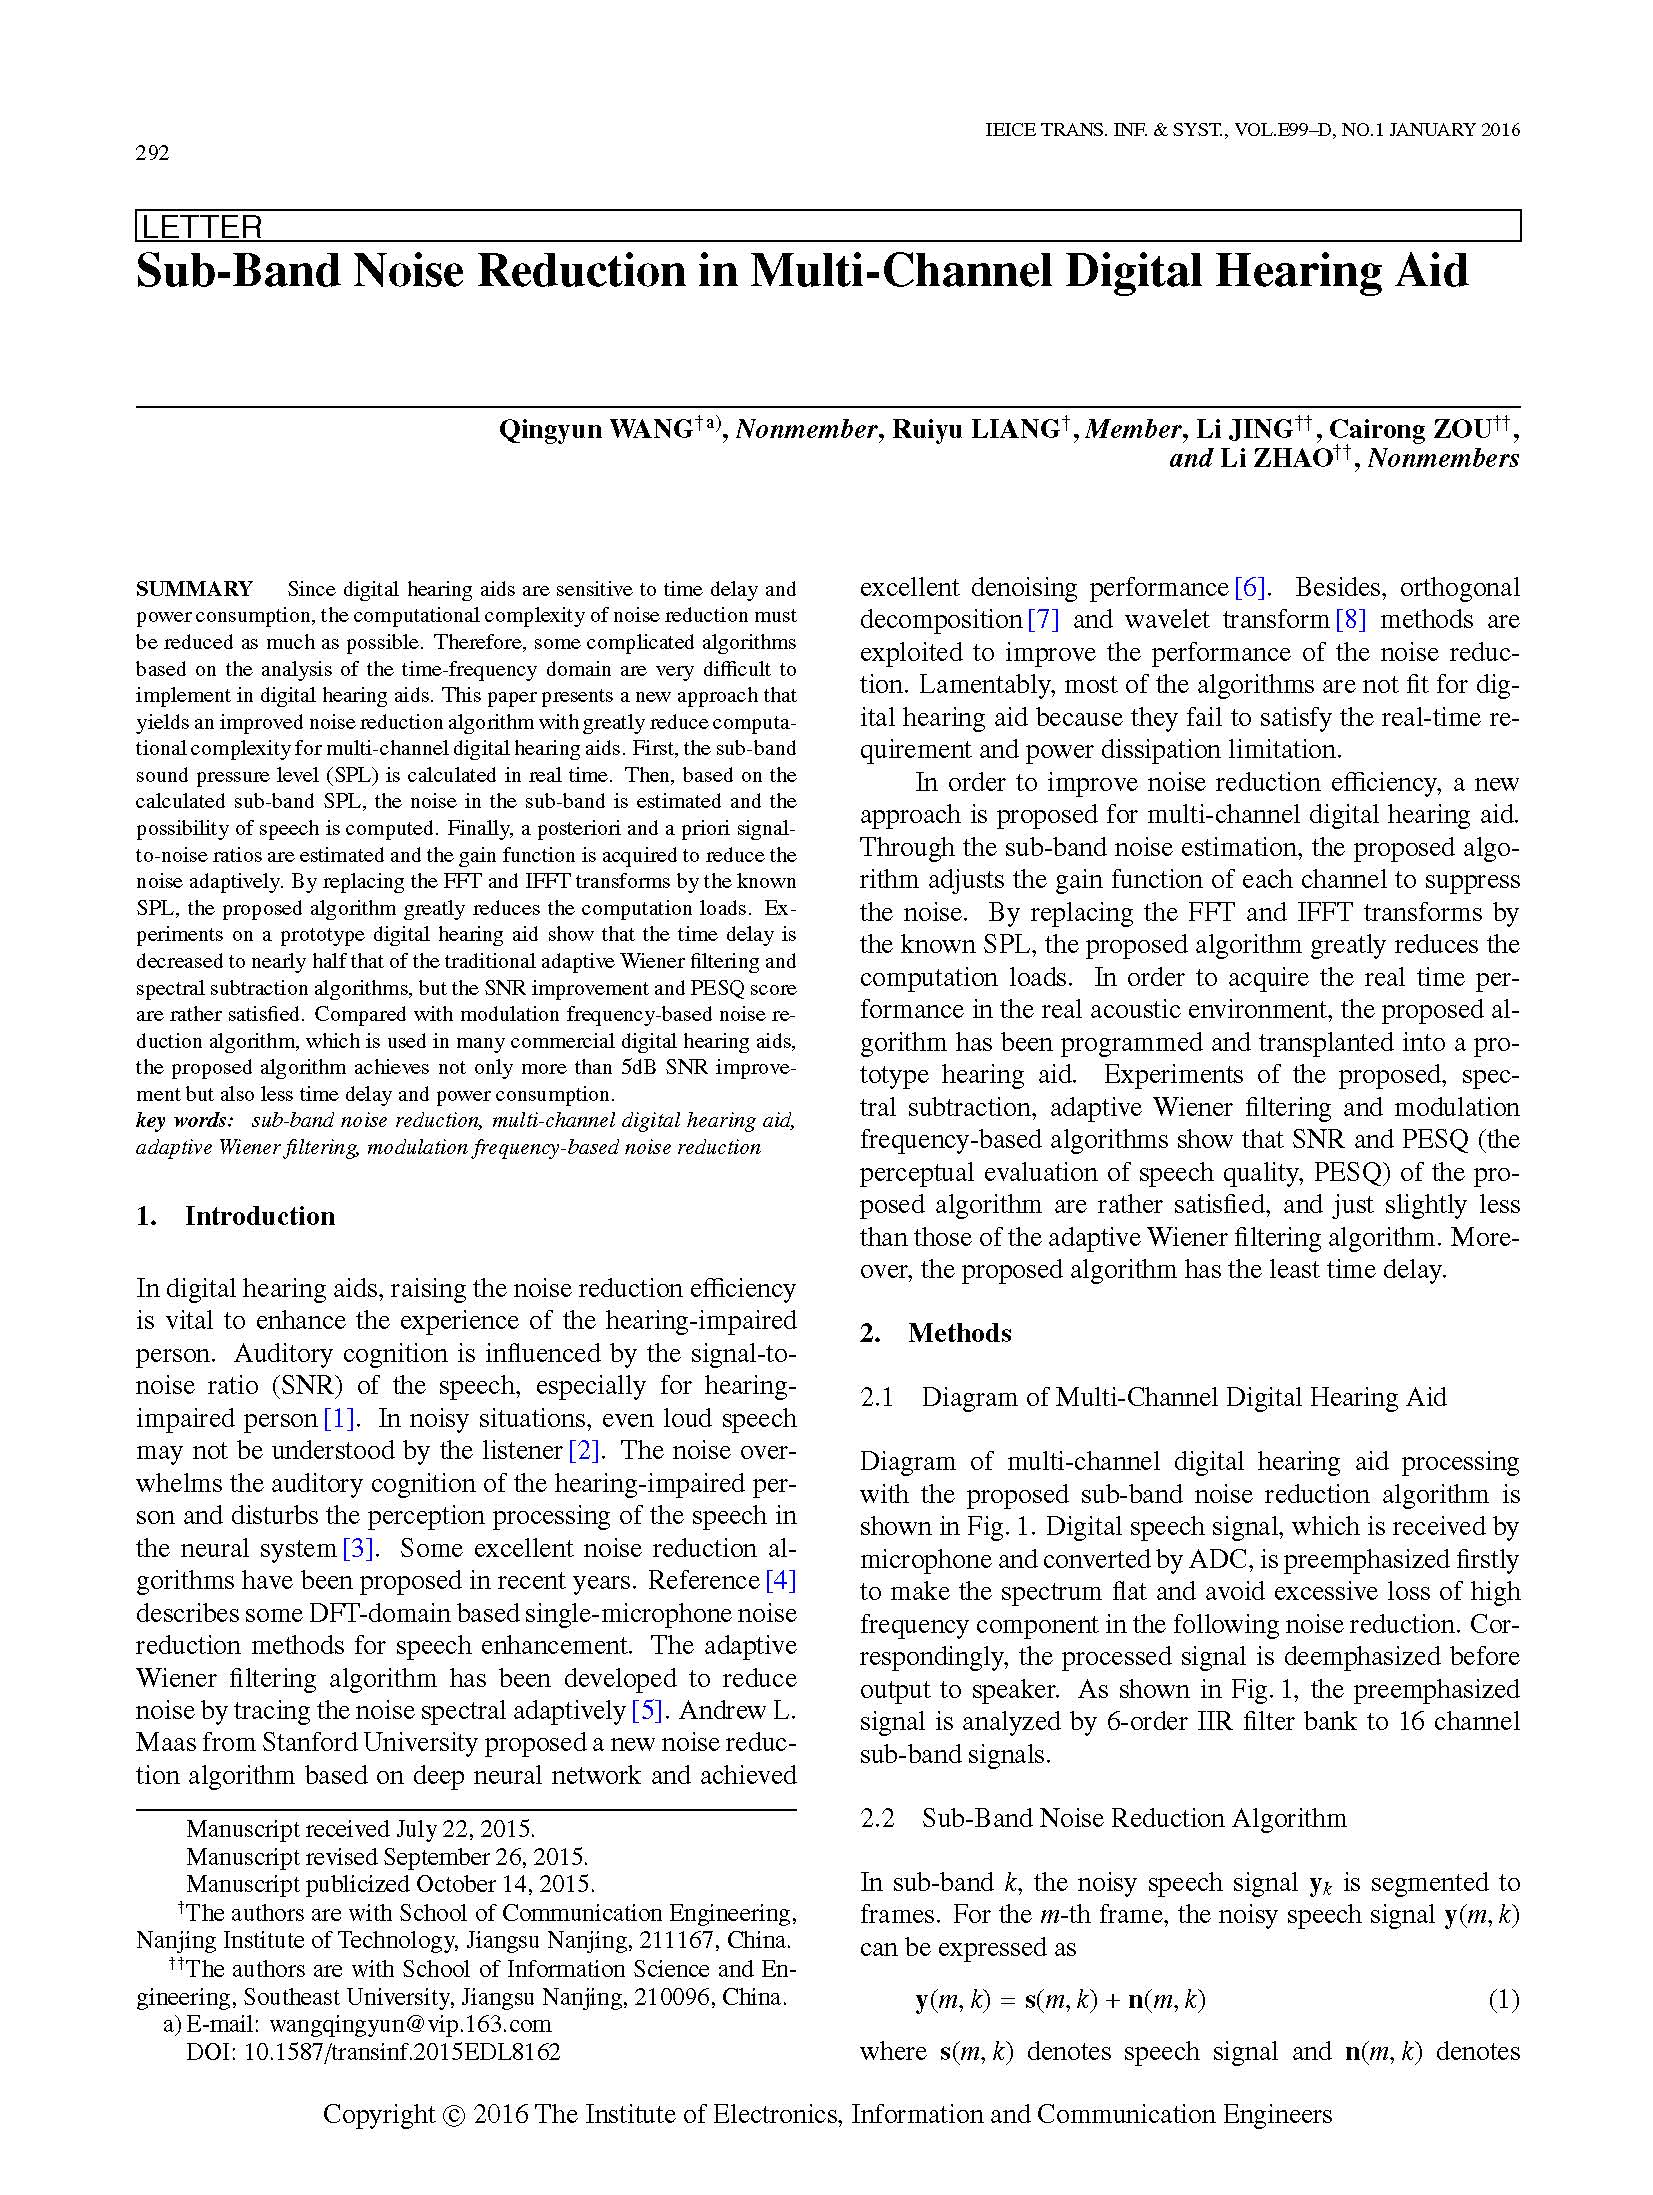 IEICE TRANS. INF. & SYST., VOL.E99–D, NO.1 JANUARY 2016
292
LETTER
Sub-Band Noise Reduction in Multi-Channel Digital Hearing Aid
Qingyun WANG†a), Nonmember, Ruiyu LIANG†, Member, Li JING††, Cairong ZOU††,
and Li ZHAO††, Nonmembers
SUMMARY Since digital hearing aids are sensitive to time delay and
power consumption, the computational complexity of noise reduction must
be reduced as much as possible. Therefore, some complicated algorithms
based on the analysis of the time-frequency domain are very difficult to
implement in digital hearing aids. This paper presents a new approach that
yields an improved noise reduction algorithm with greatly reduce computa-
tional complexity for multi-channel digital hearing aids. First, the sub-band
sound pressure level (SPL) is calculated in real time. Then, based on the
calculated sub-band SPL, the noise in the sub-band is estimated and the
possibility of speech is computed. Finally, a posteriori and a priori signal-
to-noise ratios are estimated and the gain function is acquired to reduce the
noise adaptively. By replacing the FFT and IFFT transforms by the known
SPL, the proposed algorithm greatly reduces the computation loads. Ex-
periments on a prototype digital hearing aid show that the time delay is
decreased to nearly half that of the traditional adaptive Wiener filtering and
spectral subtraction algorithms, but the SNR improvement and PESQ score
are rather satisfied. Compared with modulation frequency-based noise re-
duction algorithm, which is used in many commercial digital hearing aids,
the proposed algorithm achieves not only more than 5dB SNR improve-
ment but also less time delay and power consumption.
key words: sub-band noise reduction, multi-channel digital hearing aid,
adaptive Wiener filtering, modulation frequency-based noise reduction
1. Introduction
In digital hearing aids, raising the noise reduction efficiency
is vital to enhance the experience of the hearing-impaired
person. Auditory cognition is influenced by the signal-to-
noise ratio (SNR) of the speech, especially for hearing-
impaired person [1]. In noisy situations, even loud speech
may not be understood by the listener [2]. The noise over-
whelms the auditory cognition of the hearing-impaired per-
son and disturbs the perception processing of the speech in
the neural system [3]. Some excellent noise reduction al-
gorithms have been proposed in recent years. Reference [4]
describes some DFT-domain based single-microphone noise
reduction methods for speech enhancement. The adaptive
Wiener filtering algorithm has been developed to reduce
noise by tracing the noise spectral adaptively [5]. Andrew L.
Maas from Stanford University proposed a new noise reduc-
tion algorithm based on deep neural network and achieved
Manuscript received July 22, 2015.
Manuscript revised September 26, 2015.
Manuscript publicized October 14, 2015.
†The authors are with School of Communication Engineering,
Nanjing Institute of Technology, Jiangsu Nanjing, 211167, China.
††The authors are with School of Information Science and En-
gineering, Southeast University, Jiangsu Nanjing, 210096, China.
a) E-mail: wangqingyun@vip.163.com
DOI: 10.1587/transinf.2015EDL8162
excellent denoising performance [6]. Besides, orthogonal
decomposition [7] and wavelet transform [8] methods are
exploited to improve the performance of the noise reduc-
tion. Lamentably, most of the algorithms are not fit for dig-
ital hearing aid because they fail to satisfy the real-time re-
quirement and power dissipation limitation.
In order to improve noise reduction efficiency, a new
approach is proposed for multi-channel digital hearing aid.
Through the sub-band noise estimation, the proposed algo-
rithm adjusts the gain function of each channel to suppress
the noise. By replacing the FFT and IFFT transforms by
the known SPL, the proposed algorithm greatly reduces the
computation loads. In order to acquire the real time per-
formance in the real acoustic environment, the proposed al-
gorithm has been programmed and transplanted into a pro-
totype hearing aid. Experiments of the proposed, spec-
tral subtraction, adaptive Wiener filtering and modulation
frequency-based algorithms show that SNR and PESQ (the
perceptual evaluation of speech quality, PESQ) of the pro-
posed algorithm are rather satisfied, and just slightly less
than those of the adaptive Wiener filtering algorithm. More-
over, the proposed algorithm has the least time delay.
2. Methods
2.1 Diagram of Multi-Channel Digital Hearing Aid
Diagram of multi-channel digital hearing aid processing
with the proposed sub-band noise reduction algorithm is
shown in Fig. 1. Digital speech signal, which is received by
microphone and converted by ADC, is preemphasized firstly
to make the spectrum flat and avoid excessive loss of high
frequency component in the following noise reduction. Cor-
respondingly, the processed signal is deemphasized before
output to speaker. As shown in Fig. 1, the preemphasized
signal is analyzed by 6-order IIR filter bank to 16 channel
sub-band signals.
2.2 Sub-Band Noise Reduction Algorithm
In sub-band k, the noisy speech signal yk is segmented to
frames. For the m-th frame, the noisy speech signal y(m, k)
can be expressed as
y(m, k) = s(m, k) + n(m, k) (1)
where s(m, k) denotes speech signal and n(m, k) denotes
Copyright © 2016 The Institute of Electronics, Information and Communication Engineers